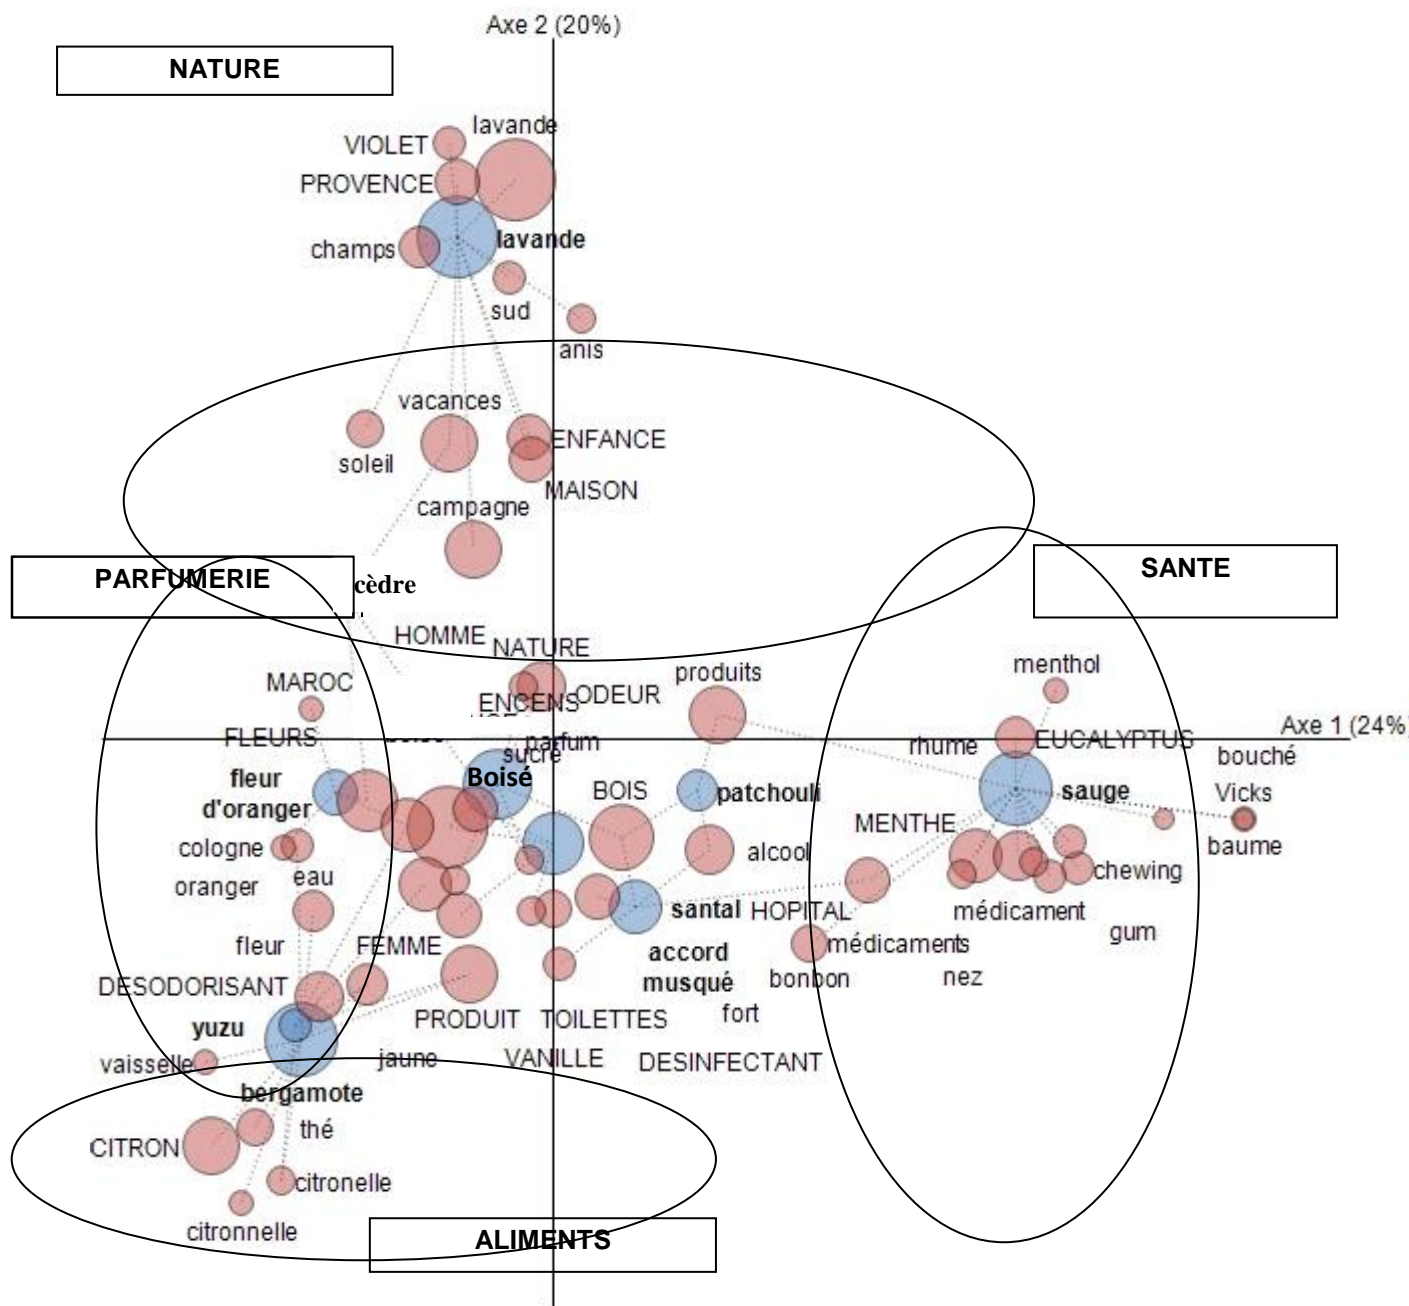 Axe 2 (20%)
NATURE
lavande
VIOLET
PROVENCE
lavande
champs
sud
anis
vacances
ENFANCE
soleil
MAISON
campagne
PARFUMERIE
SANTE
cèdre
HOMME
NATURE
menthol
produits
MAROC
ODEUR
ENCENS
Axe 1 (24%)
FLEURS
parfum
rhume
EUCALYPTUS
sucre
bouché
fleur
Boisé
d'oranger
BOIS
patchouli
sauge
Vicks
MENTHE
cologne
alcool
baume
eau
chewing
oranger
santal
HOPITAL
médicament
gum
fleur
FEMME
accord
musqué
médicaments
bonbon
nez
DESODORISANT
fort
yuzu
PRODUIT
TOILETTES
vaisselle
jaune
VANILLE
DESINFECTANT
bergamote
thé
CITRON
citronelle
citronnelle
ALIMENTS